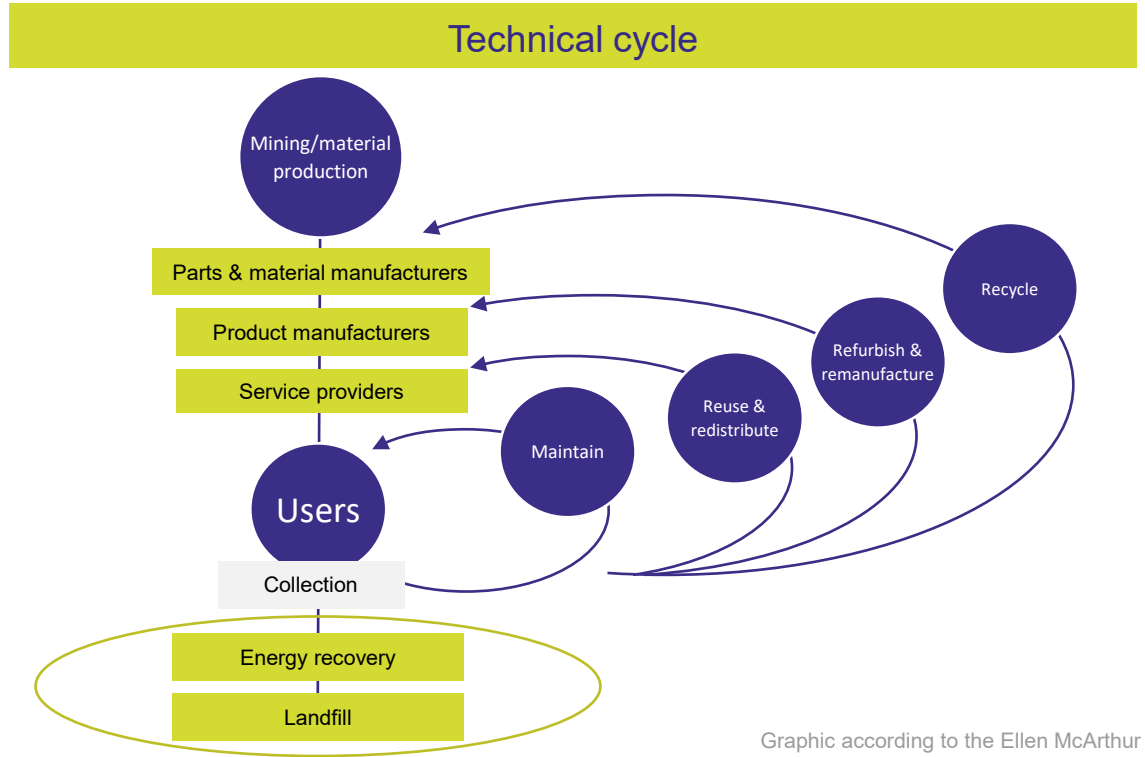 Technical cycle
Mining/material
production
Parts & material manufacturers
Product manufacturers
Service providers
Users
Collection
Energy recovery
Landfill
Maintain
Reuse &
redistribute
Refurbish &
remanufacture
Recycle
Graphic according to the Ellen McArthur